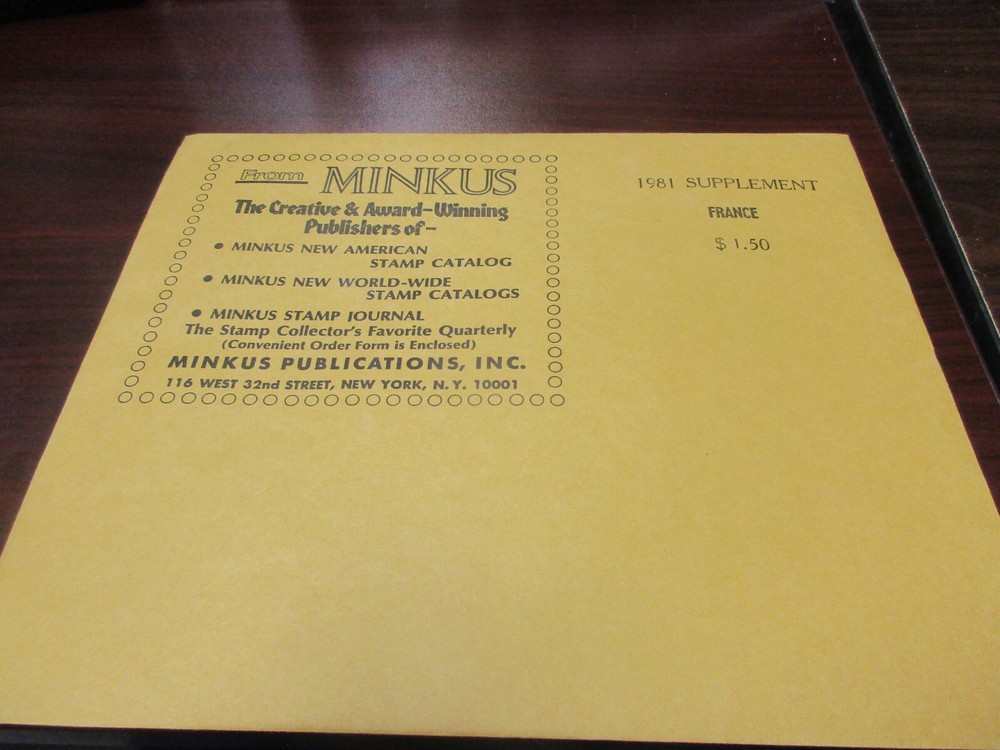 From MINKUS
The Creative & Award-Winning
Publishers of-
• MINKUS NEW AMERICAN
STAMP CATALOG
• MINKUS NEW WORLD-WIDE
STAMP CATALOGS
• MINKUS STAMP JOURNAL
The Stamp Collector's Favorite Quarterly
(Convenient Order Form is Enclosed)
MINKUS PUBLICATIONS, INC.
116 WEST 32nd STREET, NEW YORK, N.Y. 10001
1981 SUPPLEMENT
FRANCE
$ 1.50